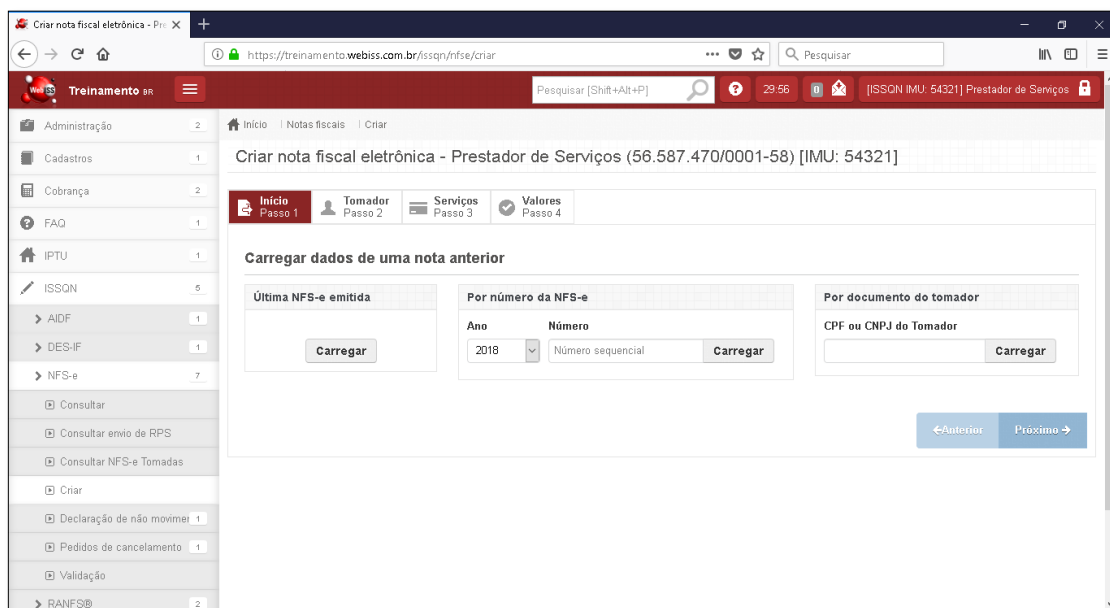 Criar nota fiscal eletrônica - Pre
https://treinamento.webiss.com.br/issqn/nfse/criar
Pesquisar
WebISS Treinamento BR
Pesquisar [Shift+Alt+P]
29:56
0
[ISSQN IMU: 54321] Prestador de Serviços
Administração 2
Cadastros 1
Cobrança 2
FAQ 1
IPTU 1
ISSQN 5
AIDF 1
DES-IF 1
NFS-e 7
Consultar
Consultar envio de RPS
Consultar NFS-e Tomadas
Criar
Declaração de não movimer 1
Pedidos de cancelamento 1
Validação
RANFS® 2
Início Notas fiscais Criar
Criar nota fiscal eletrônica - Prestador de Serviços (56.587.470/0001-58) [IMU: 54321]
Início
Passo 1
Tomador
Passo 2
Serviços
Passo 3
Valores
Passo 4
Carregar dados de uma nota anterior
Última NFS-e emitida
Carregar
Por número da NFS-e
Ano Número
2018 Número sequencial Carregar
Por documento do tomador
CPF ou CNPJ do Tomador
Carregar
←Anterior Próximo →